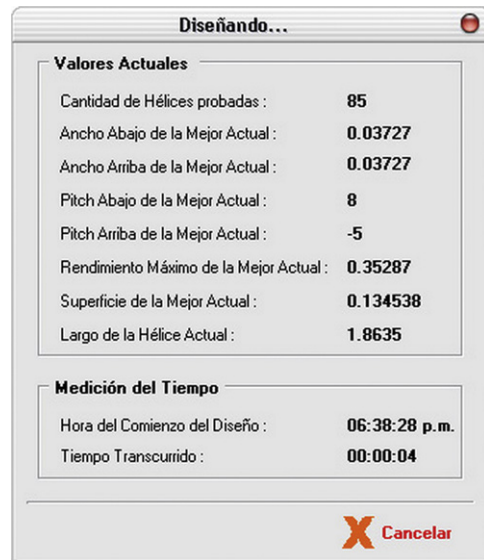 Diseñando...
Valores Actuales
Cantidad de Hélices probadas : 85
Ancho Abajo de la Mejor Actual : 0.03727
Ancho Arriba de la Mejor Actual : 0.03727
Pitch Abajo de la Mejor Actual : 8
Pitch Arriba de la Mejor Actual : -5
Rendimiento Máximo de la Mejor Actual : 0.35287
Superficie de la Mejor Actual : 0.134538
Largo de la Hélice Actual : 1.8635
Medición del Tiempo
Hora del Comienzo del Diseño : 06:38:28 p.m.
Tiempo Transcurrido : 00:00:04
Cancelar